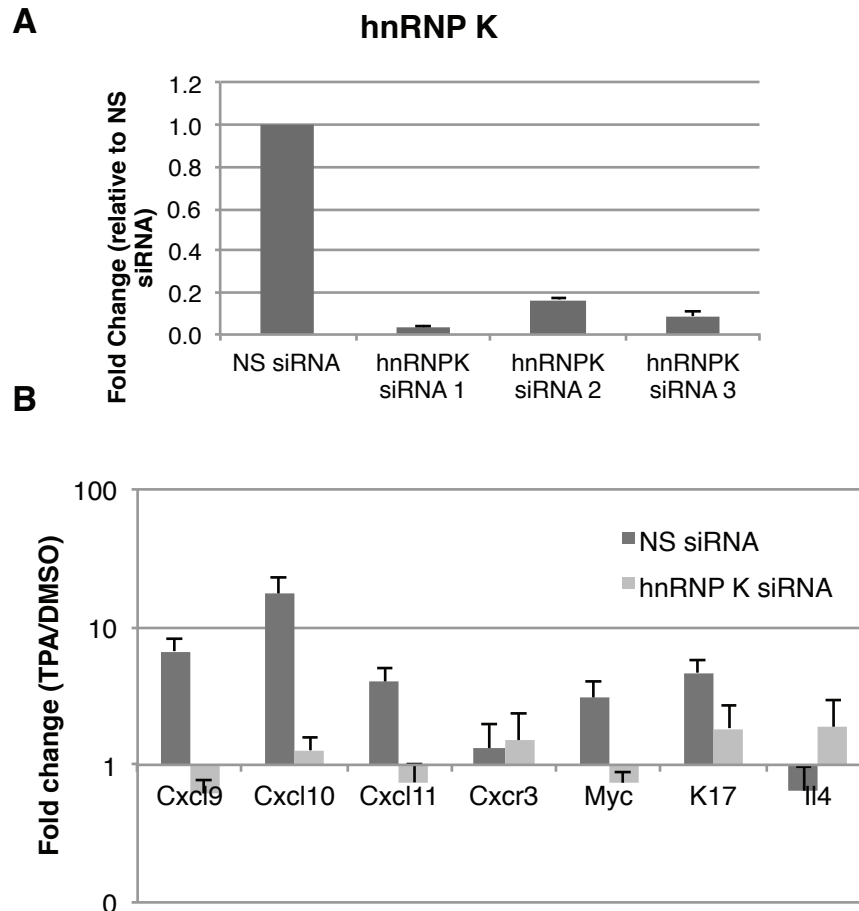 A
hnRNP K
Fold Change (relative to NS
siRNA)
1.2
1.0
0.8
0.6
0.4
0.2
0.0
NS siRNA
hnRNPK
siRNA 1
hnRNPK
siRNA 2
hnRNPK
siRNA 3
B
Fold change (TPA/DMSO)
100
10
1
0
NS siRNA
hnRNP K siRNA
Cxcl9
Cxcl10
Cxcl11
Cxcr3
Myc
K17
Il4